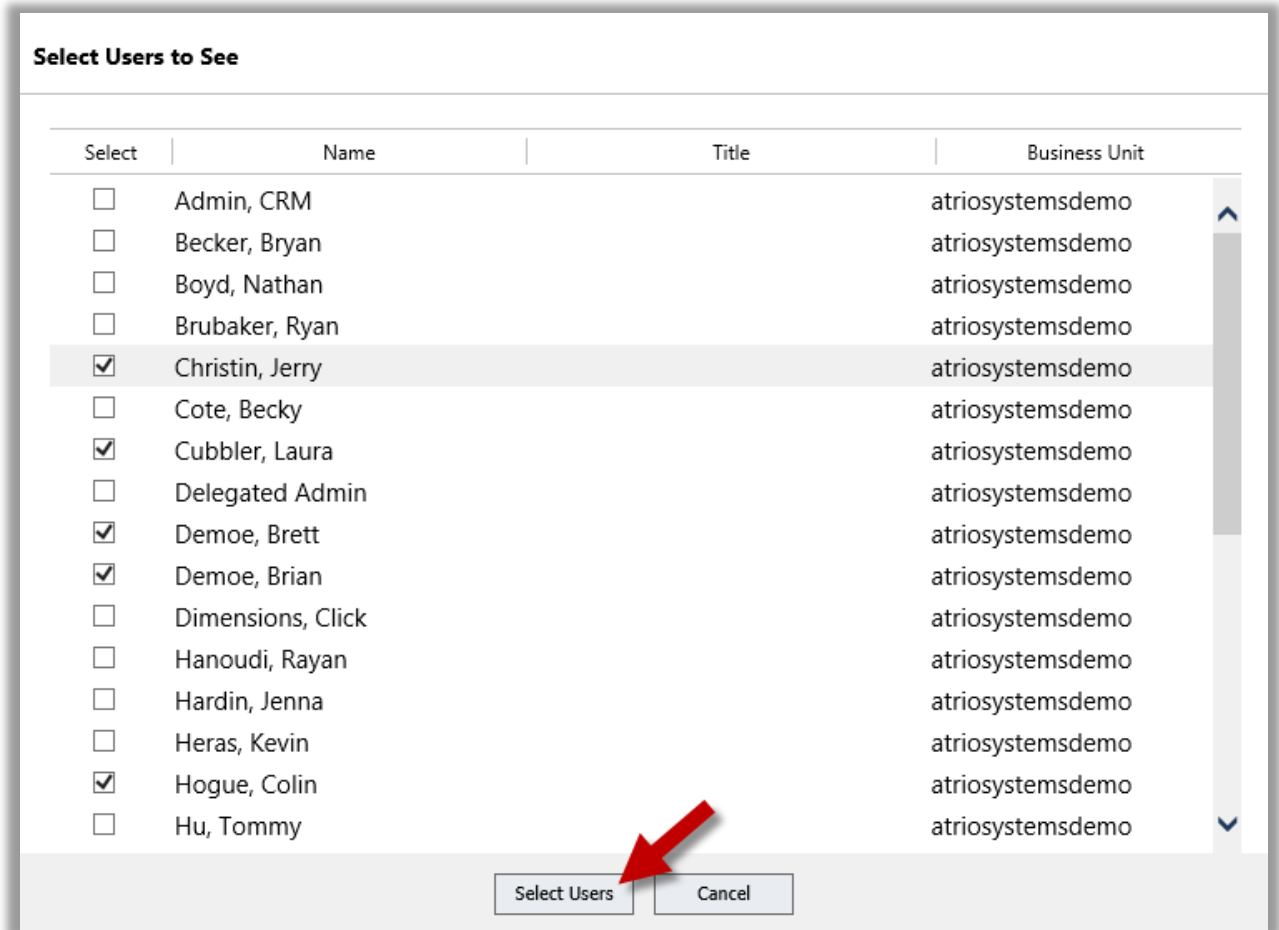 Select Users to See
Select Name Title Business Unit
Admin, CRM atriosystemsdemo
Becker, Bryan atriosystemsdemo
Boyd, Nathan atriosystemsdemo
Brubaker, Ryan atriosystemsdemo
Christin, Jerry atriosystemsdemo
Cote, Becky atriosystemsdemo
Cubbler, Laura atriosystemsdemo
Delegated Admin atriosystemsdemo
Demoe, Brett atriosystemsdemo
Demoe, Brian atriosystemsdemo
Dimensions, Click atriosystemsdemo
Hanoudi, Rayan atriosystemsdemo
Hardin, Jenna atriosystemsdemo
Heras, Kevin atriosystemsdemo
Hogue, Colin atriosystemsdemo
Hu, Tommy atriosystemsdemo
Select Users Cancel